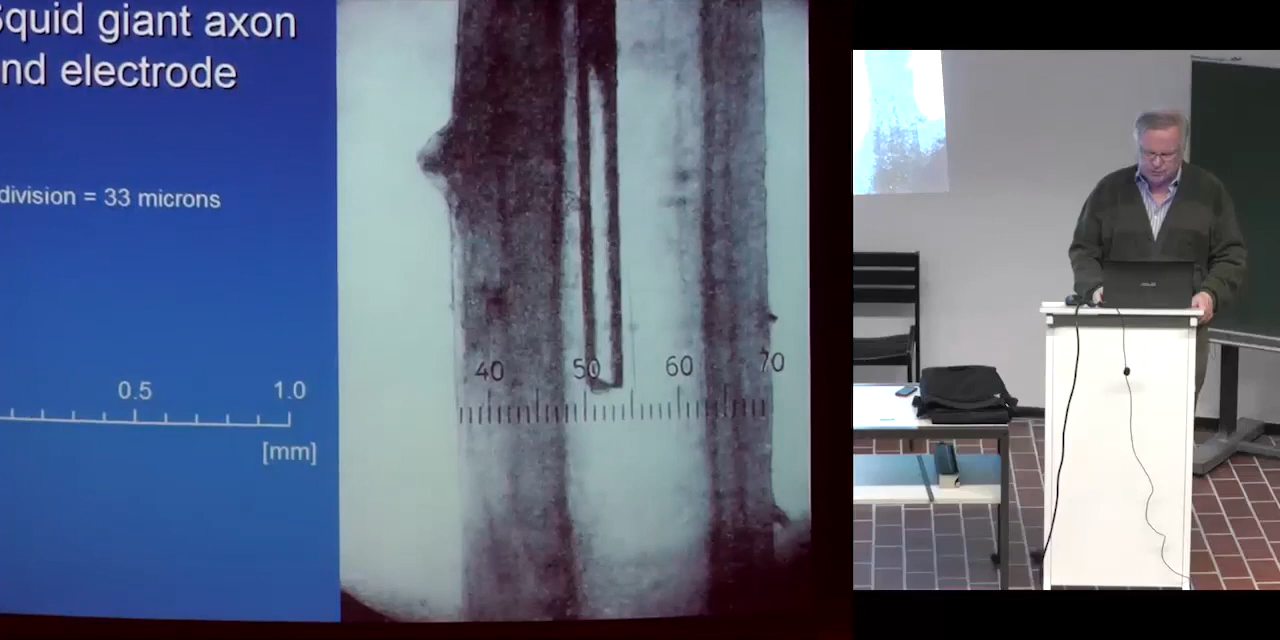 Squid giant axon
nd electrode
division = 33 microns
0.5 1.0
[mm]
40 50 60 70